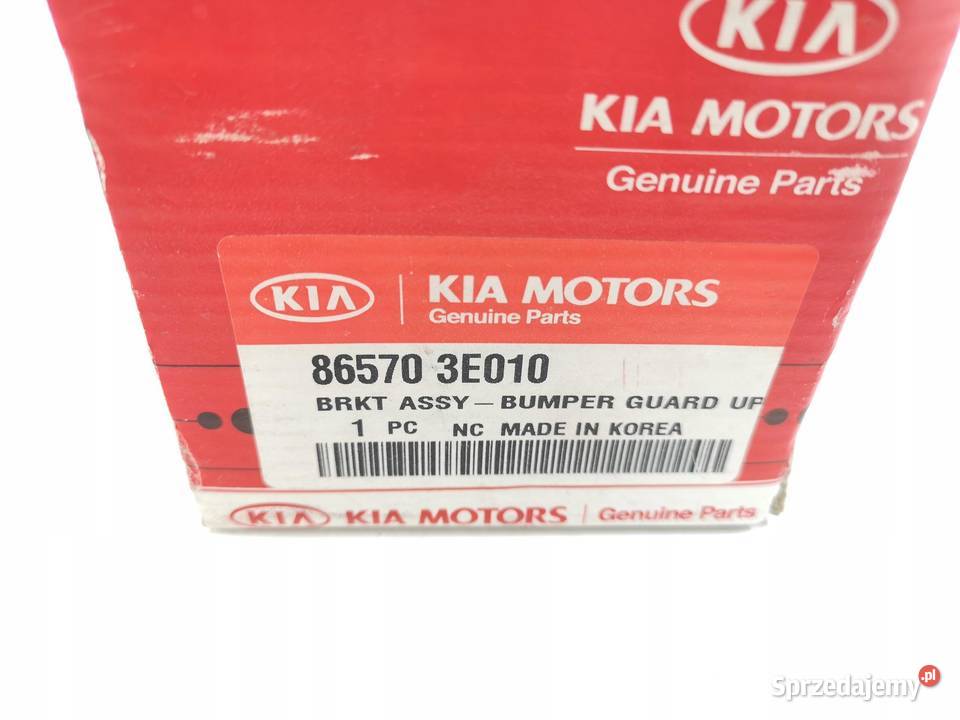 KIA
KIA MOTORS
Genuine Parts
KIA KIA MOTORS
Genuine Parts
86570 3E010
BRKT ASSY-BUMPER GUARD UP
1 PC NC MADE IN KOREA
KIA KIA MOTORS Genuine Parts
Sprzedajemy.pl